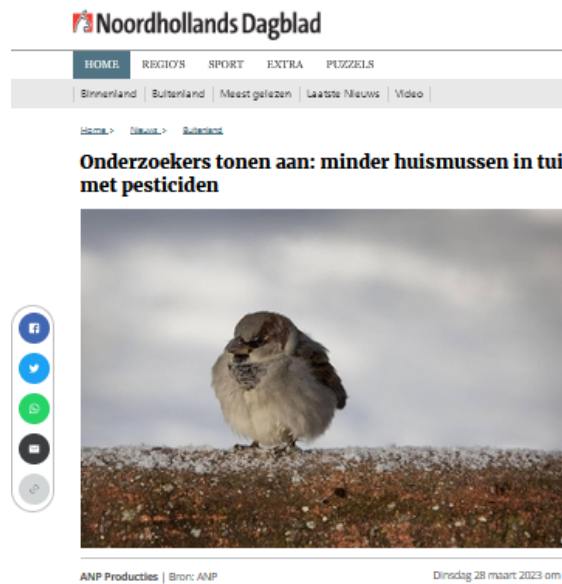 Noordhollands Dagblad
HOME REGIO'S SPORT EXTRA PUZZELS
Binnenland Buitenland Meest gelezen Laatste Nieuws Video
Home > Nieuws > Buitenland
Onderzoekers tonen aan: minder huismussen in tui
met pesticiden
ANP Producties | Bron: ANP
Dinsdag 28 maart 2023 om